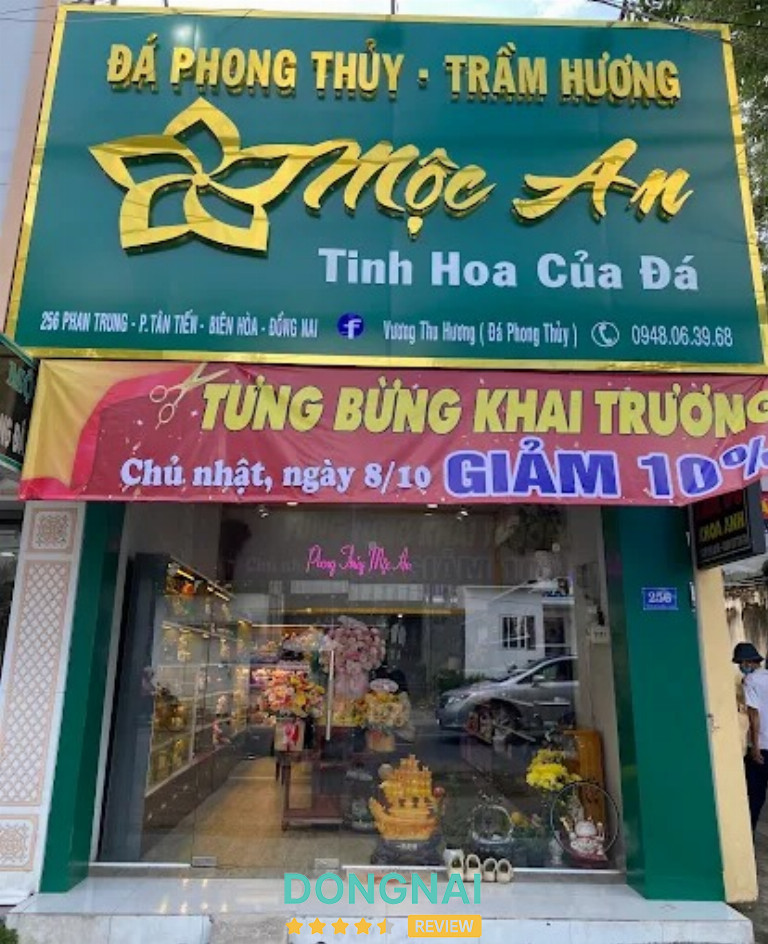 ĐÁ PHONG THỦY - TRẦM HƯƠNG
Mộc An
Tinh Hoa Của Đá
256 PHAN TRUNG - P.TÂN TIẾN - BIÊN HÒA - ĐỒNG NAI f Vương Thu Hương ( Đá Phong Thủy ) 0948.06.39.68
TƯNG BỪNG KHAI TRƯƠNG
Chủ nhật, ngày 8/10 GIẢM 10%
Phong Thủy Mộc An
256
DONGNAI
REVIEW